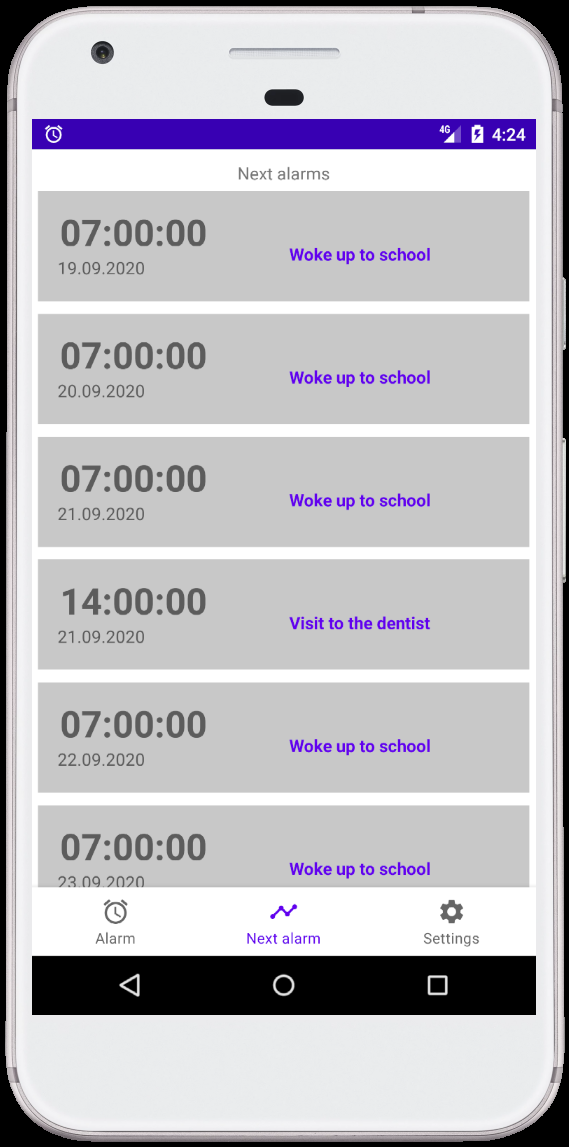 4G 4:24
Next alarms
07:00:00
Woke up to school
19.09.2020
07:00:00
Woke up to school
20.09.2020
07:00:00
Woke up to school
21.09.2020
14:00:00
Visit to the dentist
21.09.2020
07:00:00
Woke up to school
22.09.2020
07:00:00
Woke up to school
23.09.2020
Alarm
Next alarm
Settings